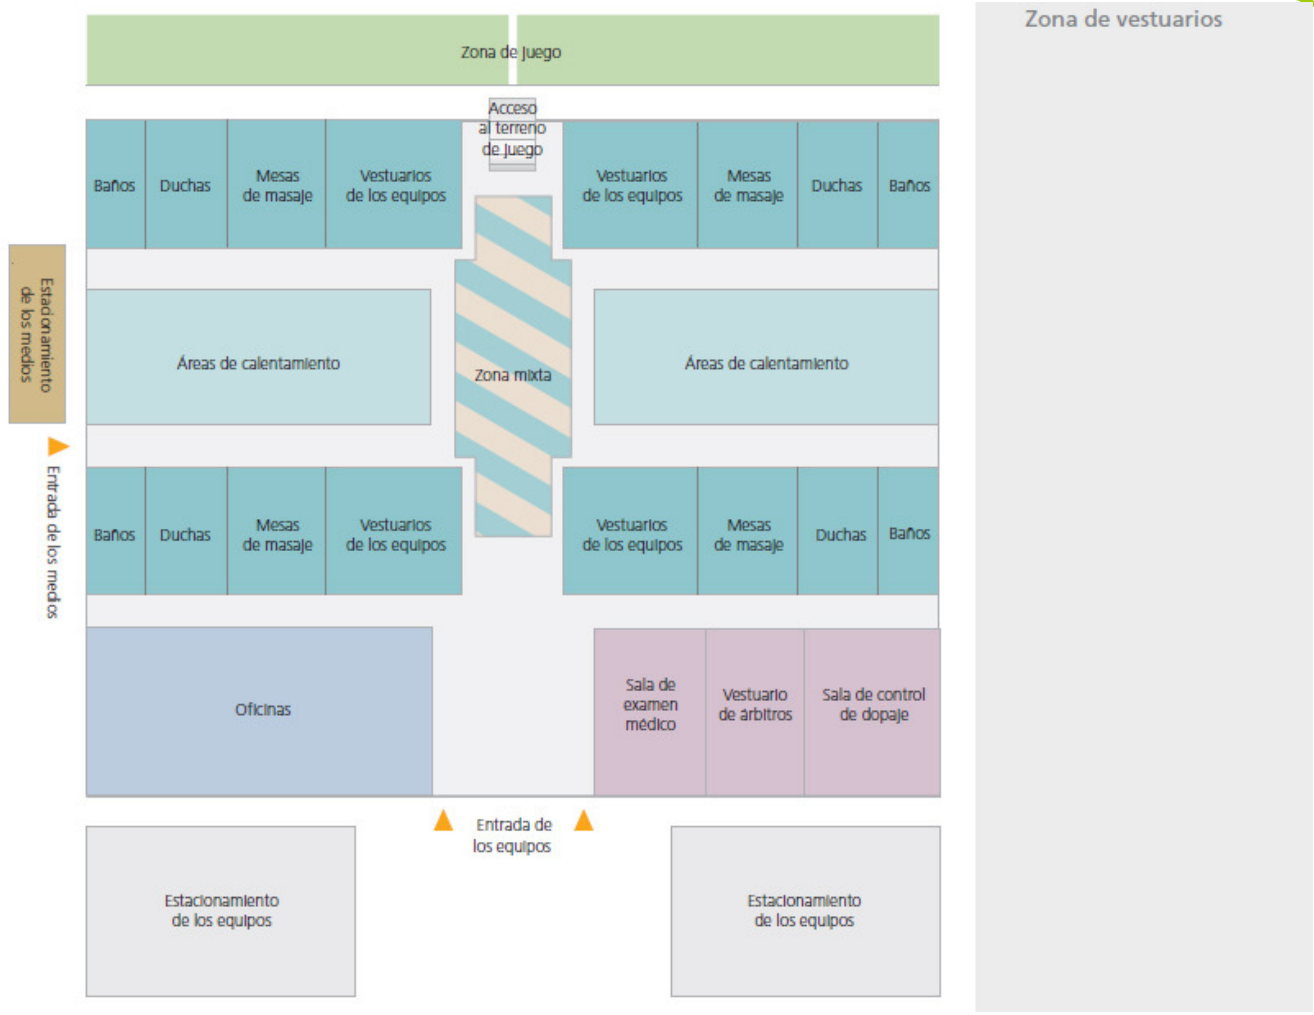 Zona de vestuarios
Zona de juego
Acceso
al terreno
de juego
Baños
Duchas
Mesas
de masaje
Vestuarios
de los equipos
Vestuarios
de los equipos
Mesas
de masaje
Duchas
Baños
Estacionamiento
de los medios
Áreas de calentamiento
Zona mixta
Áreas de calentamiento
Entrada de los medios
Baños
Duchas
Mesas
de masaje
Vestuarios
de los equipos
Vestuarios
de los equipos
Mesas
de masaje
Duchas
Baños
Oficinas
Sala de
examen
médico
Vestuario
de árbitros
Sala de control
de dopaje
Entrada de
los equipos
Estacionamiento
de los equipos
Estacionamiento
de los equipos